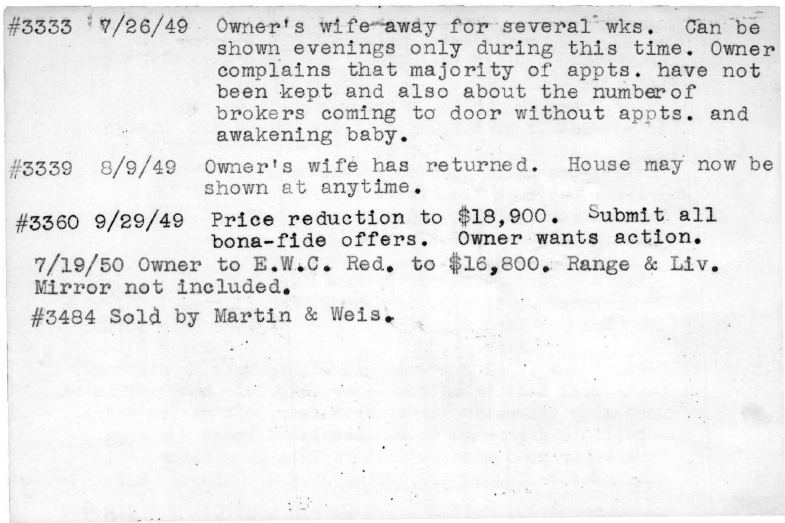 #3333 7/26/49 Owner's wife away for several wks. Can be
shown evenings only during this time. Owner
complains that majority of appts. have not
been kept and also about the number of
brokers coming to door without appts. and
awakening baby.
#3339 8/9/49 Owner's wife has returned. House may now be
shown at anytime.
#3360 9/29/49 Price reduction to $18,900. Submit all
bona-fide offers. Owner wants action.
7/19/50 Owner to E.W.C. Red. to $16,800. Range & Liv.
Mirror not included.
#3484 Sold by Martin & Weis.